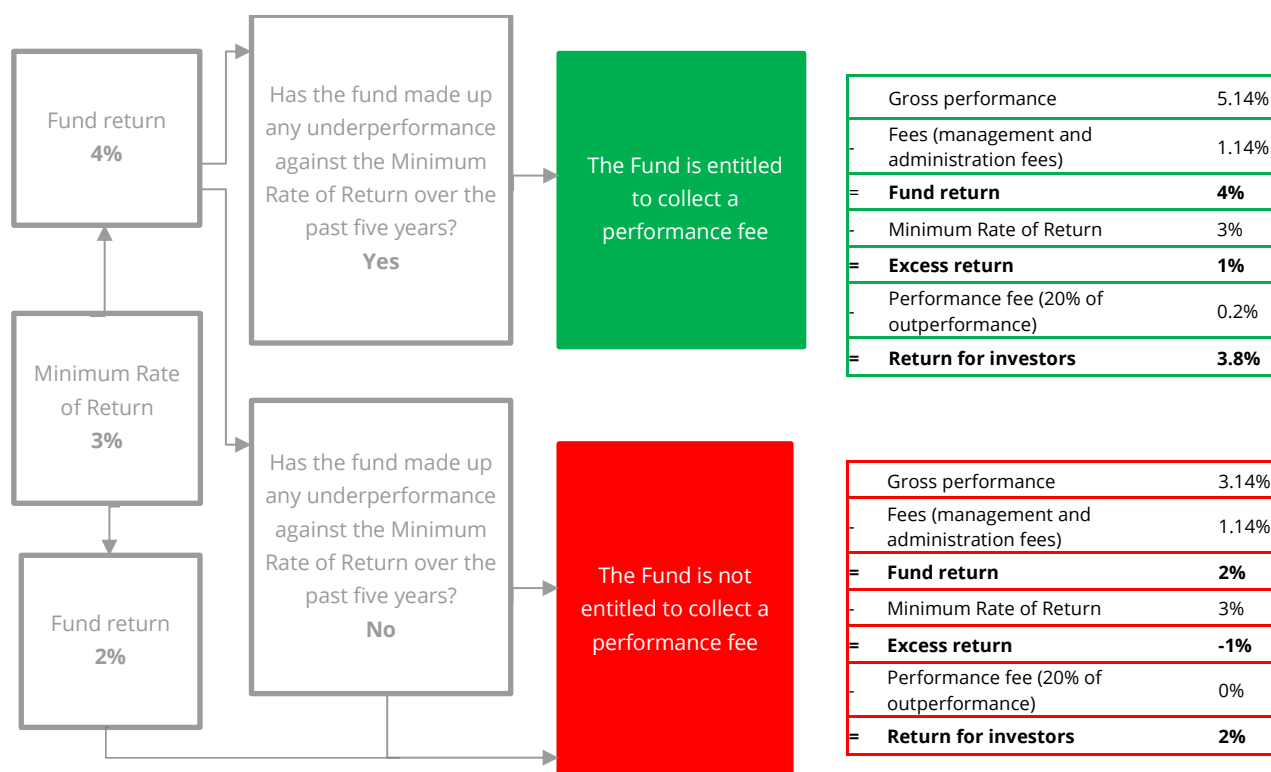 Fund return
4%
Minimum Rate
of Return
3%
Fund return
2%
Has the fund made up
any underperformance
against the Minimum
Rate of Return over the
past five years?
Yes
Has the fund made up
any underperformance
against the Minimum
Rate of Return over the
past five years?
No
The Fund is entitled
to collect a
performance fee
The Fund is not
entitled to collect a
performance fee
Gross performance 5.14%
- Fees (management and
administration fees) 1.14%
= Fund return 4%
- Minimum Rate of Return 3%
= Excess return 1%
- Performance fee (20% of
outperformance) 0.2%
= Return for investors 3.8%
Gross performance 3.14%
- Fees (management and
administration fees) 1.14%
= Fund return 2%
- Minimum Rate of Return 3%
= Excess return -1%
- Performance fee (20% of
outperformance) 0%
= Return for investors 2%